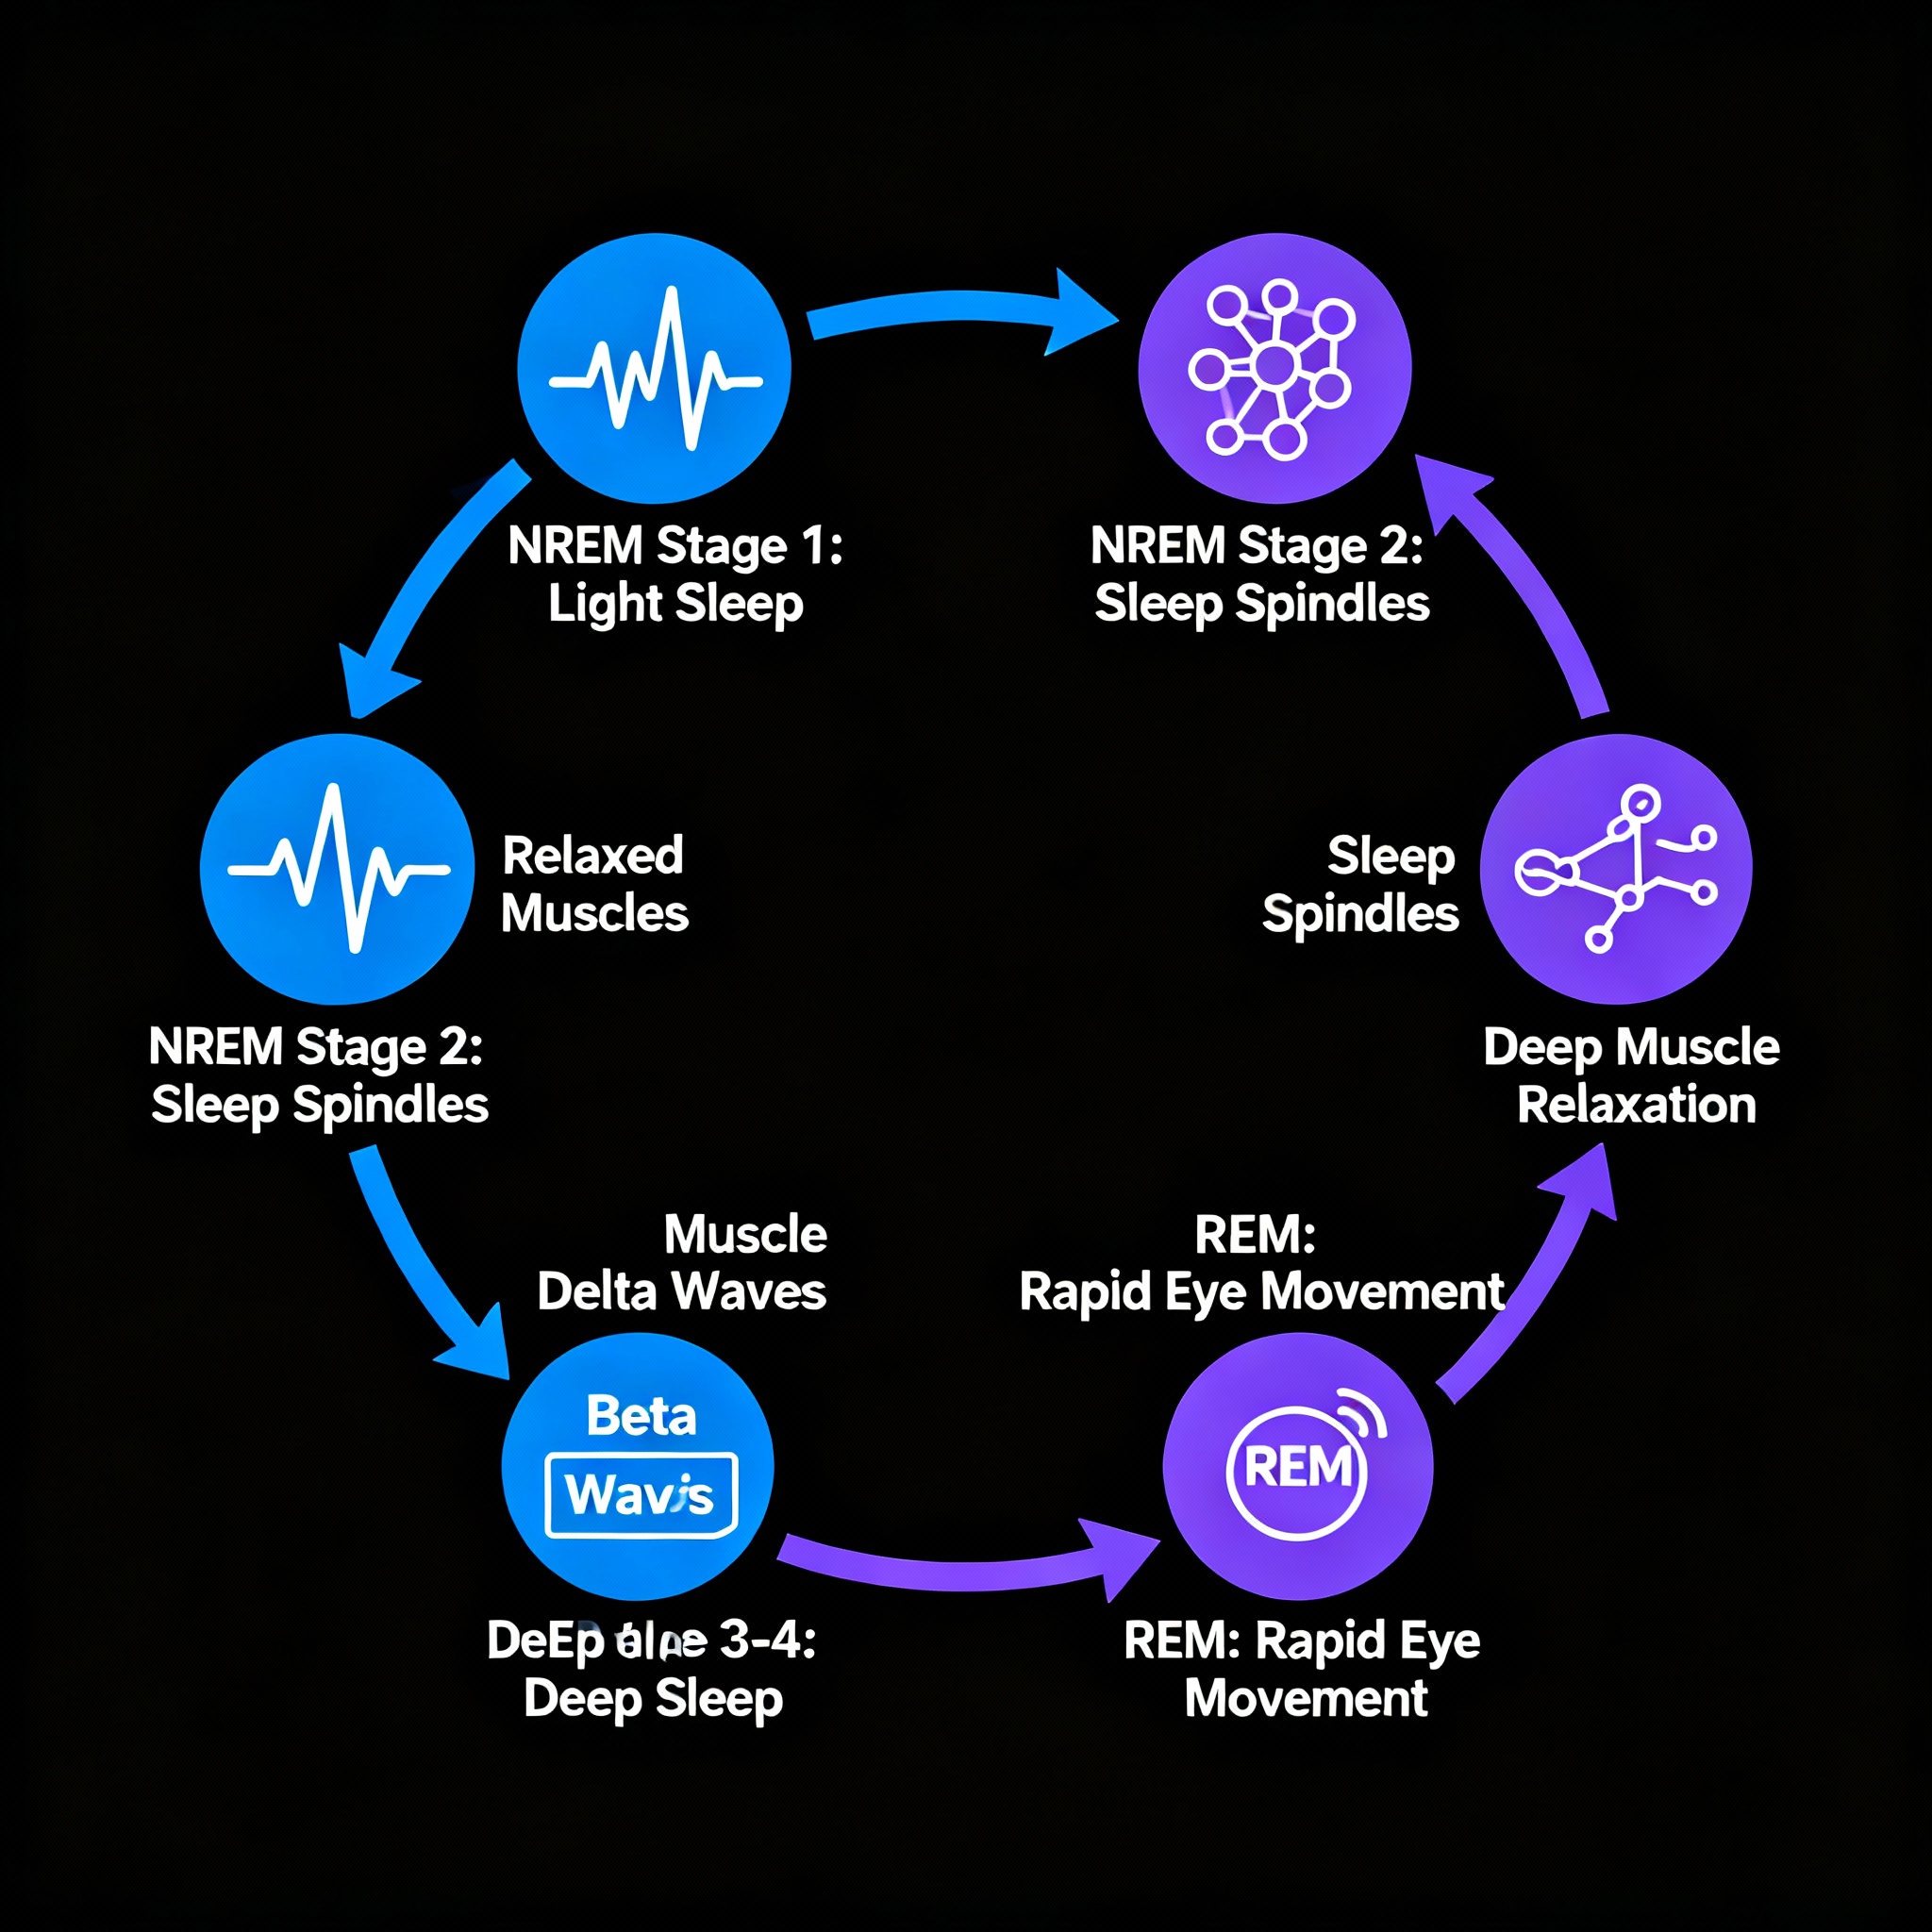 NREM Stage 1:
Light Sleep
NREM Stage 2:
Sleep Spindles
Relaxed
Muscles
Sleep
Spindles
NREM Stage 2:
Sleep Spindles
Deep Muscle
Relaxation
Muscle
Delta Waves
REM:
Rapid Eye Movement
Beta
REM
DeEp 3-4:
Deep Sleep
REM: Rapid Eye
Movement